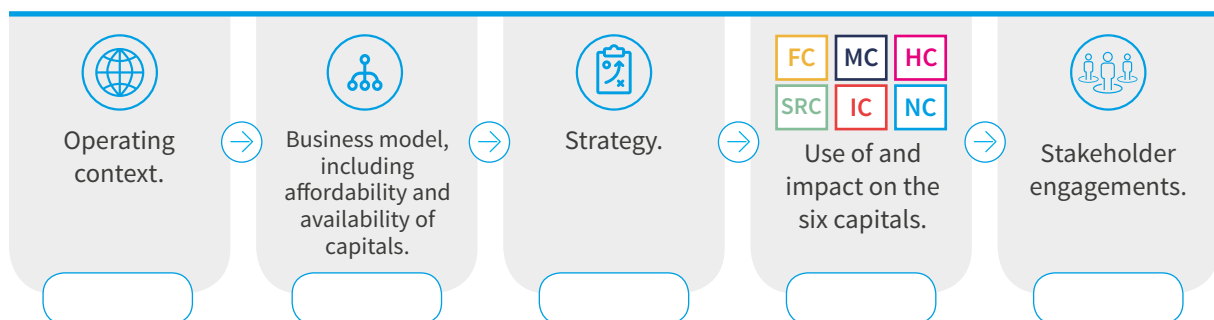 Operating
context.
Business model,
including
affordability and
availability of
capitals.
Strategy.
FC MC HC
SRC IC NC
Use of and
impact on the
six capitals.
Stakeholder
engagements.